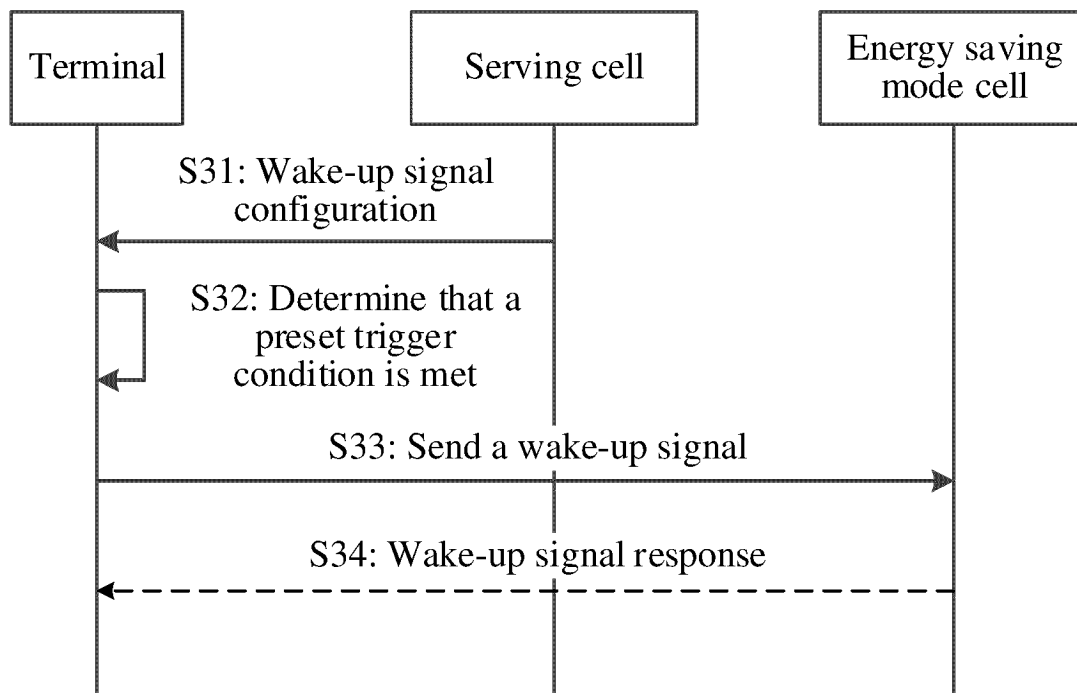 Terminal
Serving cell
Energy saving
mode cell
S31: Wake-up signal
configuration
S32: Determine that a
preset trigger
condition is met
S33: Send a wake-up signal
S34: Wake-up signal response